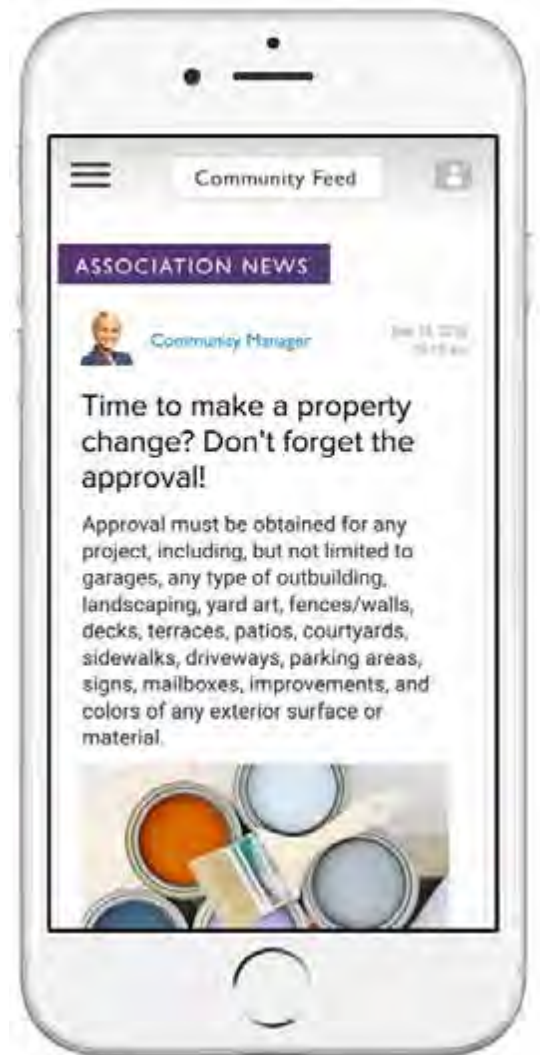 Community Feed
ASSOCIATION NEWS
Community Manager
Time to make a property
change? Don't forget the
approval!
Approval must be obtained for any
project, including, but not limited to
garages, any type of outbuilding,
landscaping, yard art, fences/walls,
decks, terraces, patios, courtyards,
sidewalks, driveways, parking areas,
signs, mailboxes, improvements, and
colors of any exterior surface or
material.